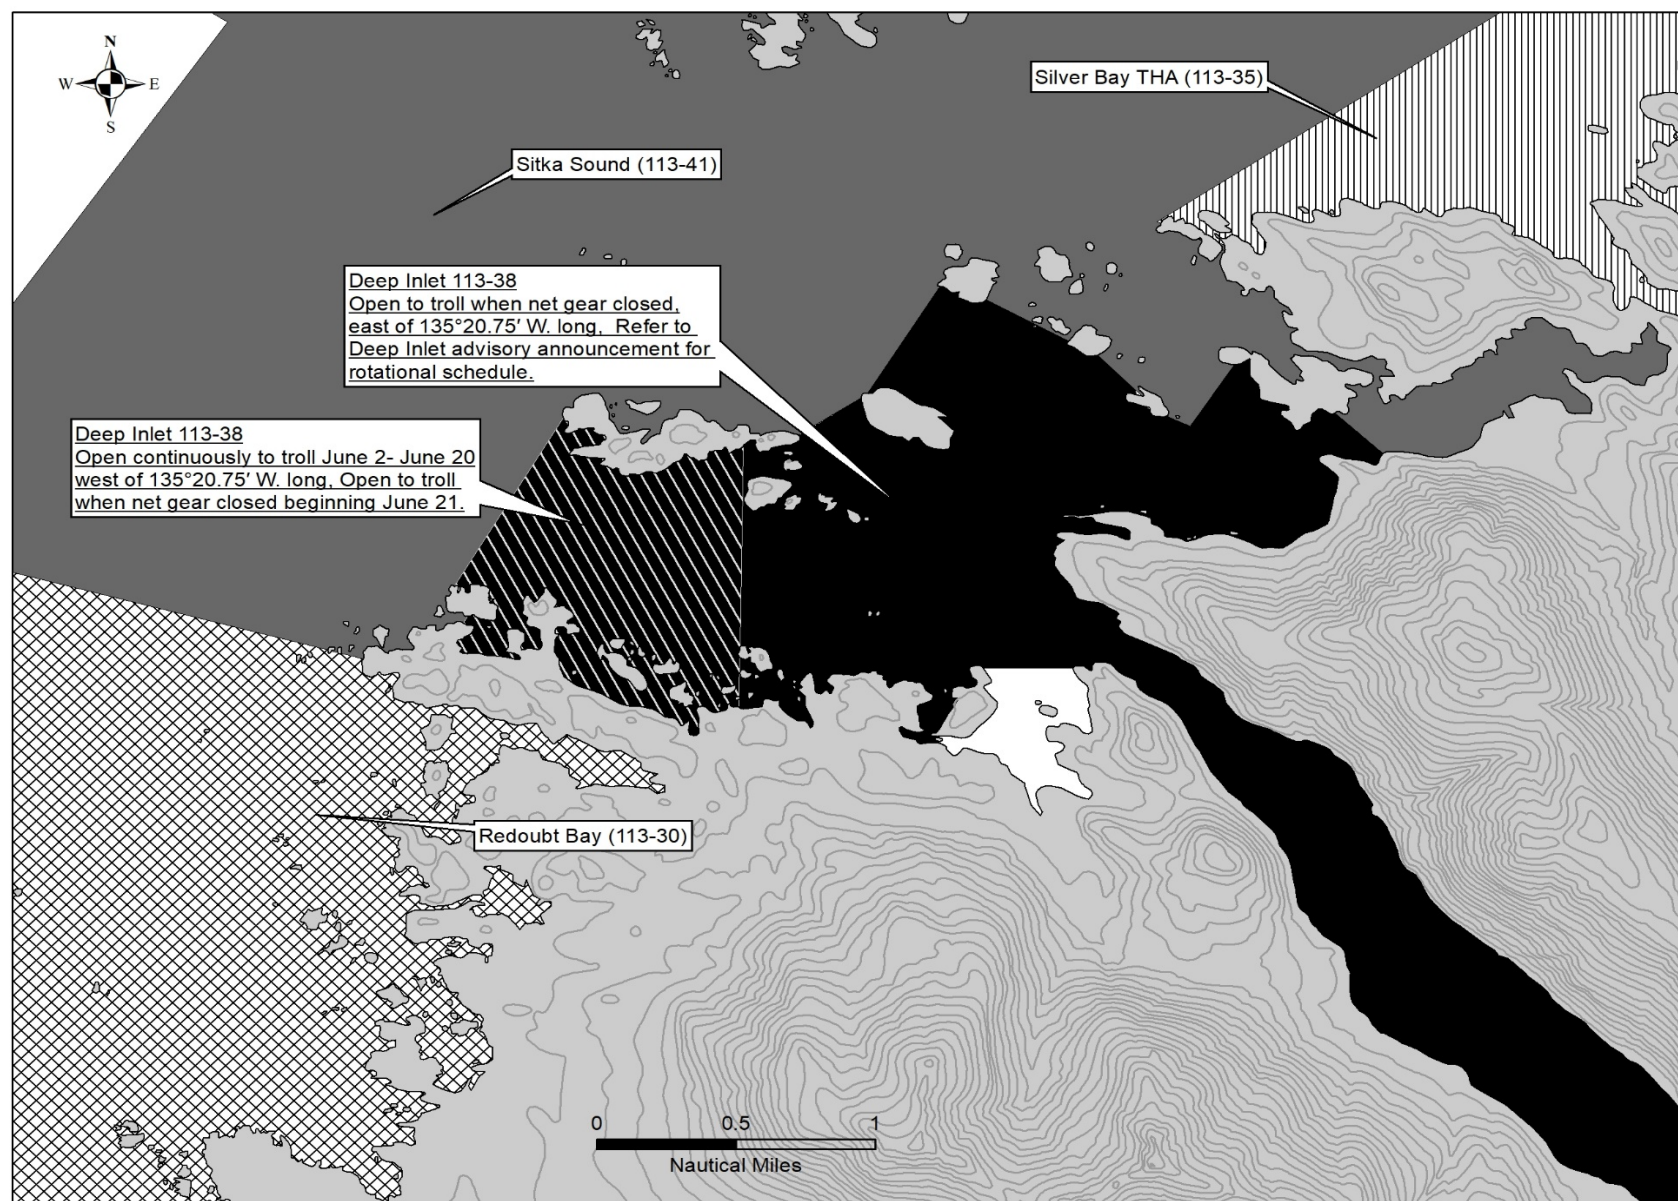 N
W E
S
Silver Bay THA (113-35)
Sitka Sound (113-41)
Deep Inlet 113-38
Open to troll when net gear closed,
east of 135°20.75′ W. long, Refer to
Deep Inlet advisory announcement for
rotational schedule.
Deep Inlet 113-38
Open continuously to troll June 2- June 20
west of 135°20.75′ W. long, Open to troll
when net gear closed beginning June 21.
Redoubt Bay (113-30)
0 0.5 1
Nautical Miles